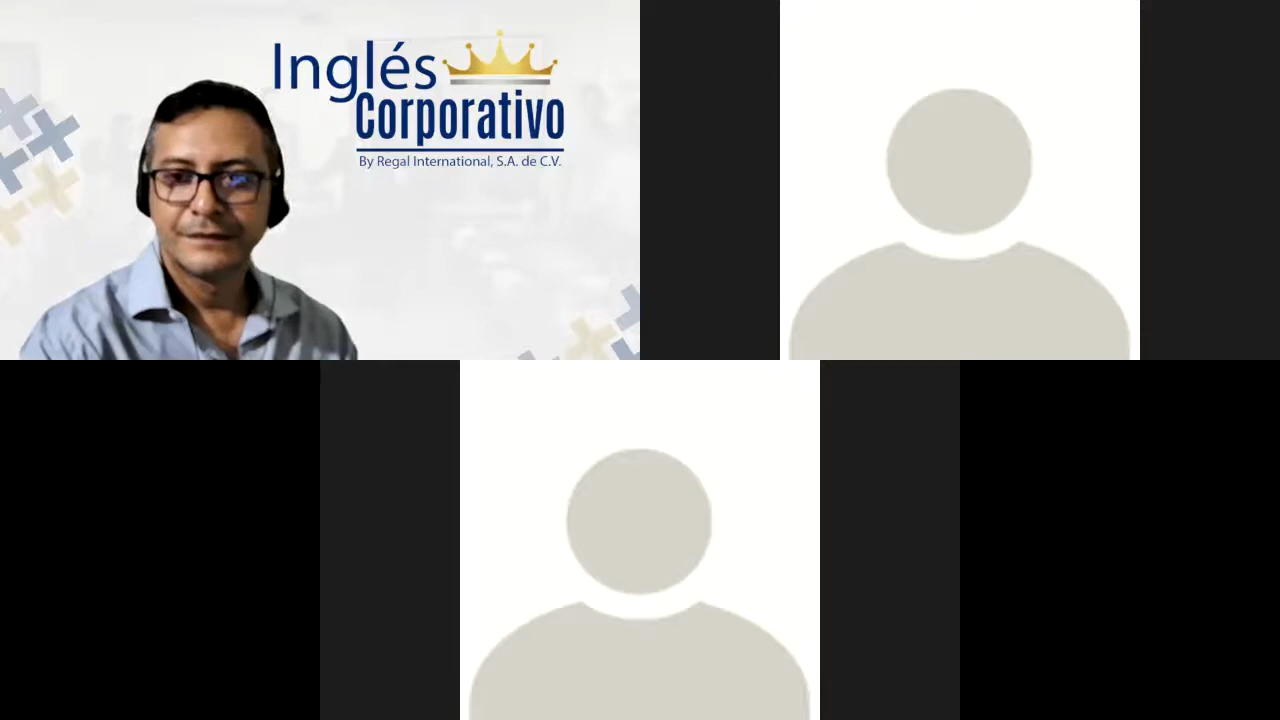 Inglés
Corporativo
By Regal International, S.A. de C.V.